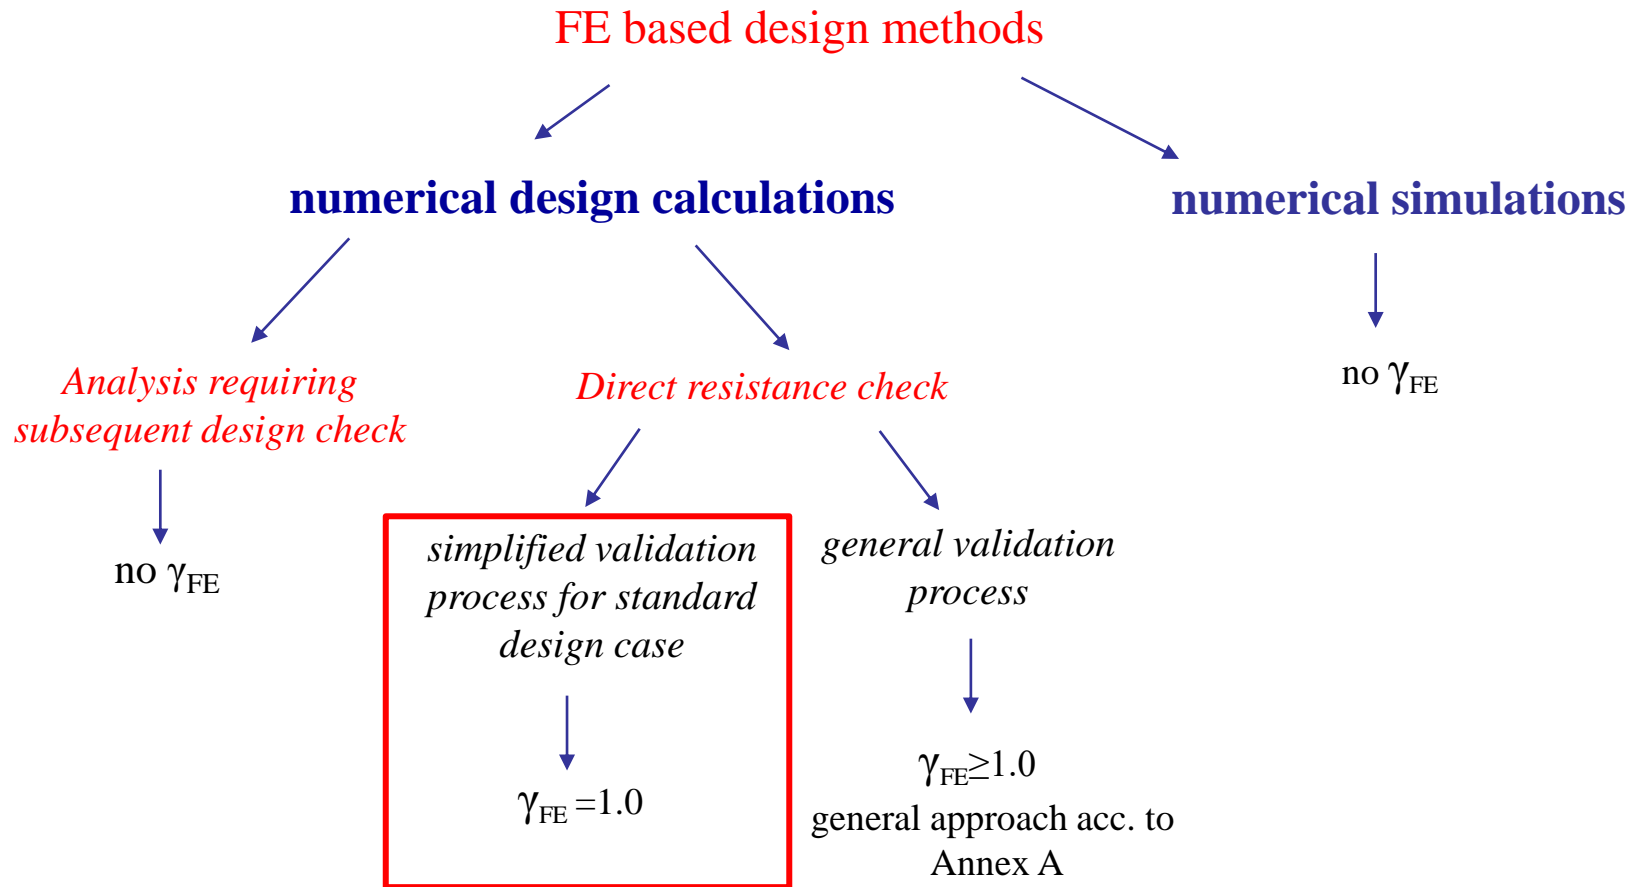 FE based design methods
numerical design calculations
numerical simulations
Analysis requiring
subsequent design check
no γFE
Direct resistance check
simplified validation
process for standard
design case
γFE =1.0
general validation
process
γFE≥1.0
general approach acc. to
Annex A
no γFE